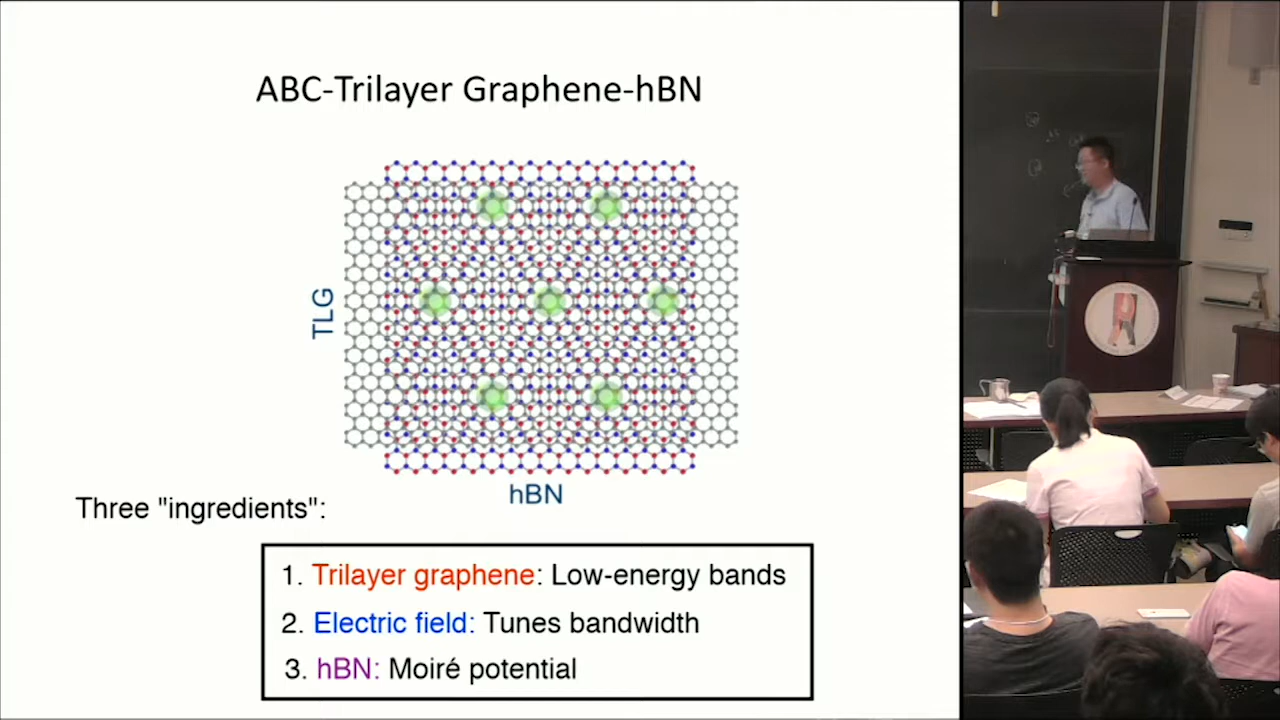 ABC-Trilayer Graphene-hBN
TLG
hBN
Three "ingredients":
1. Trilayer graphene: Low-energy bands
2. Electric field: Tunes bandwidth
3. hBN: Moiré potential